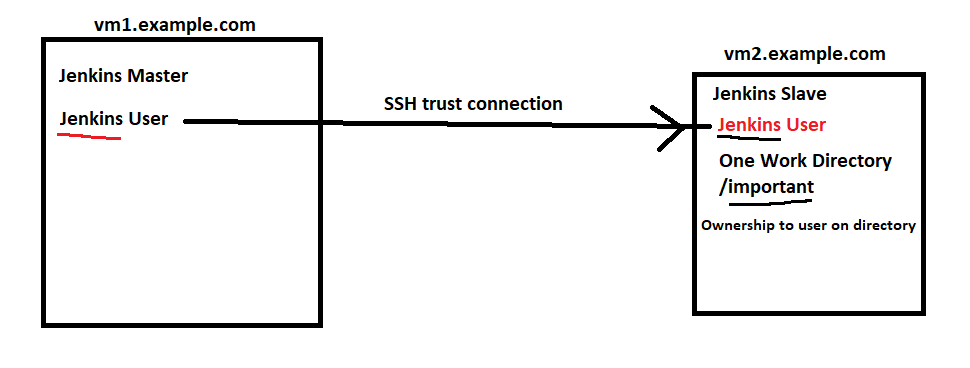 vm1.example.com
Jenkins Master
Jenkins User
SSH trust connection
vm2.example.com
Jenkins Slave
Jenkins User
One Work Directory
/important
Ownership to user on directory